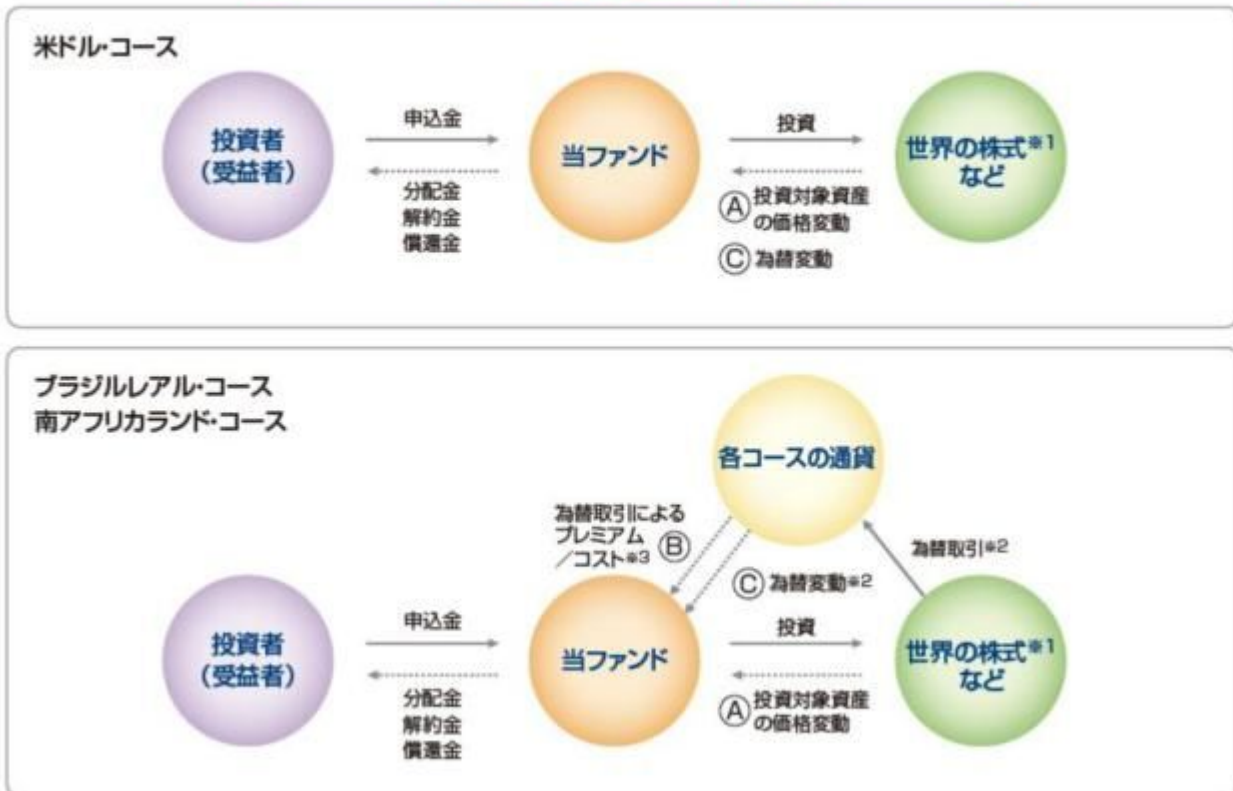 米ドル・コース
投資者
(受益者)
申込金
分配金
解約金
償還金
当ファンド
投資
Ⓐ投資対象資産
の価格変動
Ⓒ為替変動
世界の株式※1
など
ブラジルレアル・コース
南アフリカランド・コース
各コースの通貨
為替取引による
プレミアム
/コスト※3 Ⓑ
Ⓒ為替変動※2
為替取引※2
投資者
(受益者)
申込金
分配金
解約金
償還金
当ファンド
投資
Ⓐ投資対象資産
の価格変動
世界の株式※1
など